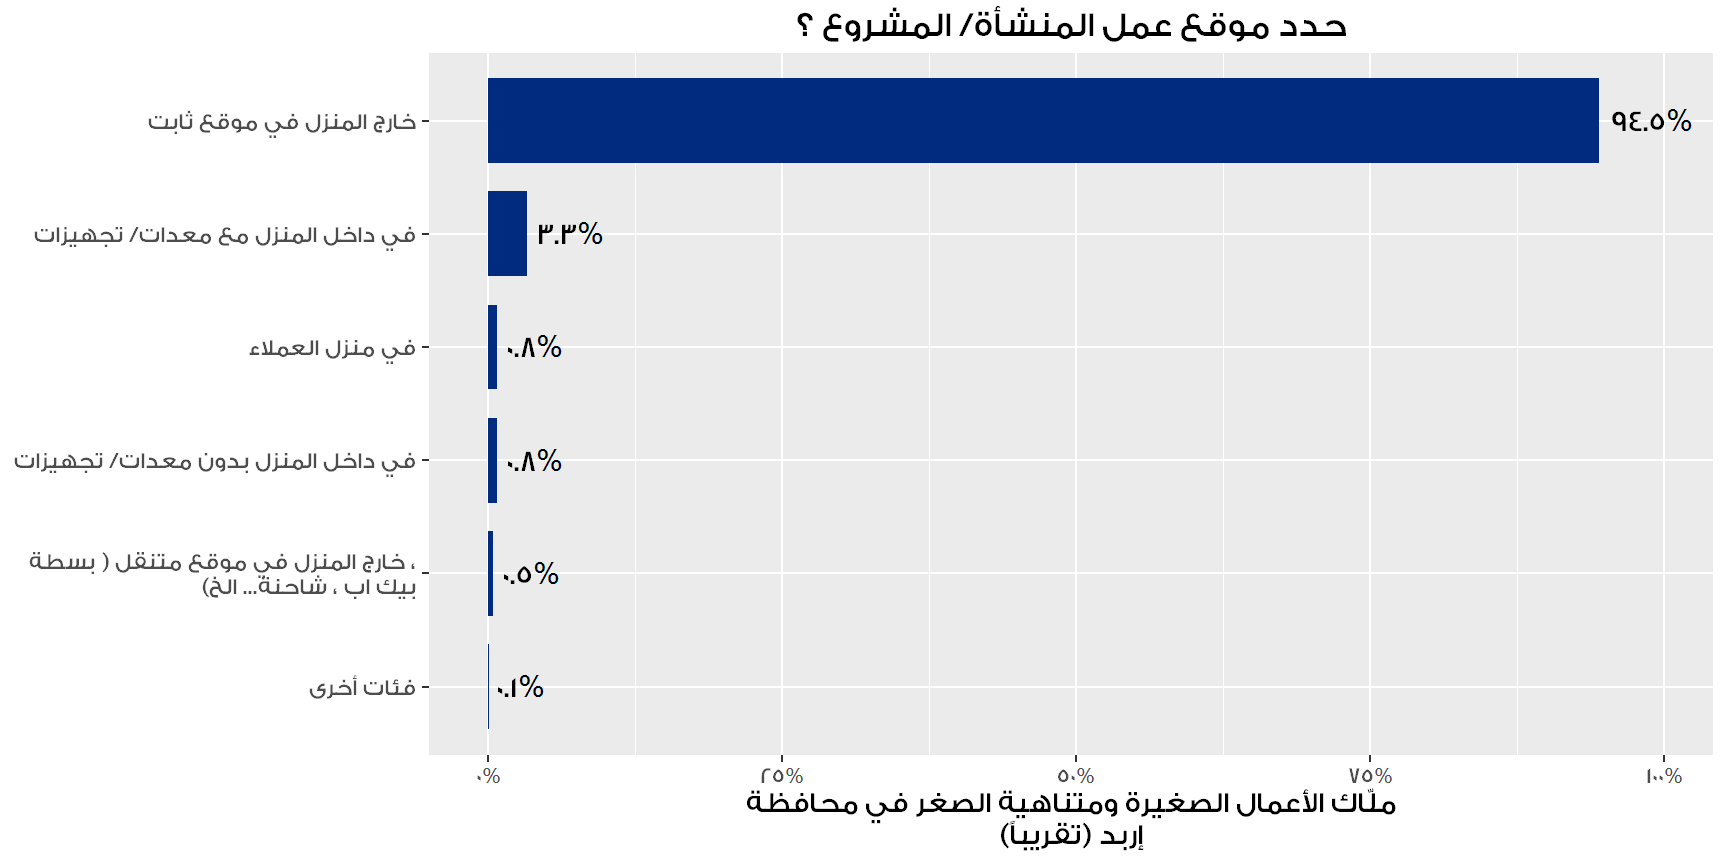 حدد موقع عمل المنشأة/ المشروع ؟
خارج المنزل في موقع ثابت
٩٤.٥%
في داخل المنزل مع معدات/ تجهيزات
٣.٣%
في منزل العملاء
٠.٨%
في داخل المنزل بدون معدات/ تجهيزات
٠.٨%
، خارج المنزل في موقع متنقل ( بسطة
بيك اب ، شاحنة... الخ)
٠.٥%
فئات أخرى
٠.١%
٠% ٢٥% ٥٠% ٧٥% ١٠٠%
ملّاك الأعمال الصغيرة ومتناهية الصغر في محافظة
إربد (تقريباً)